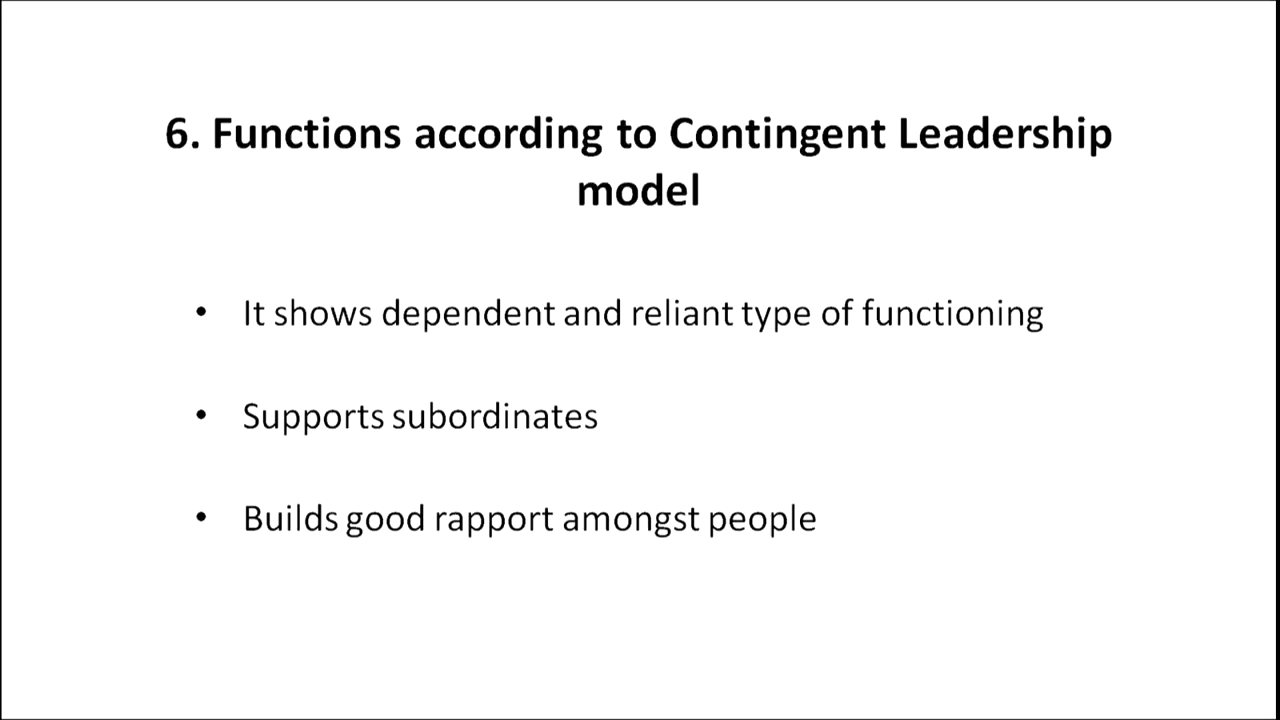 6. Functions according to Contingent Leadership
model
• It shows dependent and reliant type of functioning
• Supports subordinates
• Builds good rapport amongst people